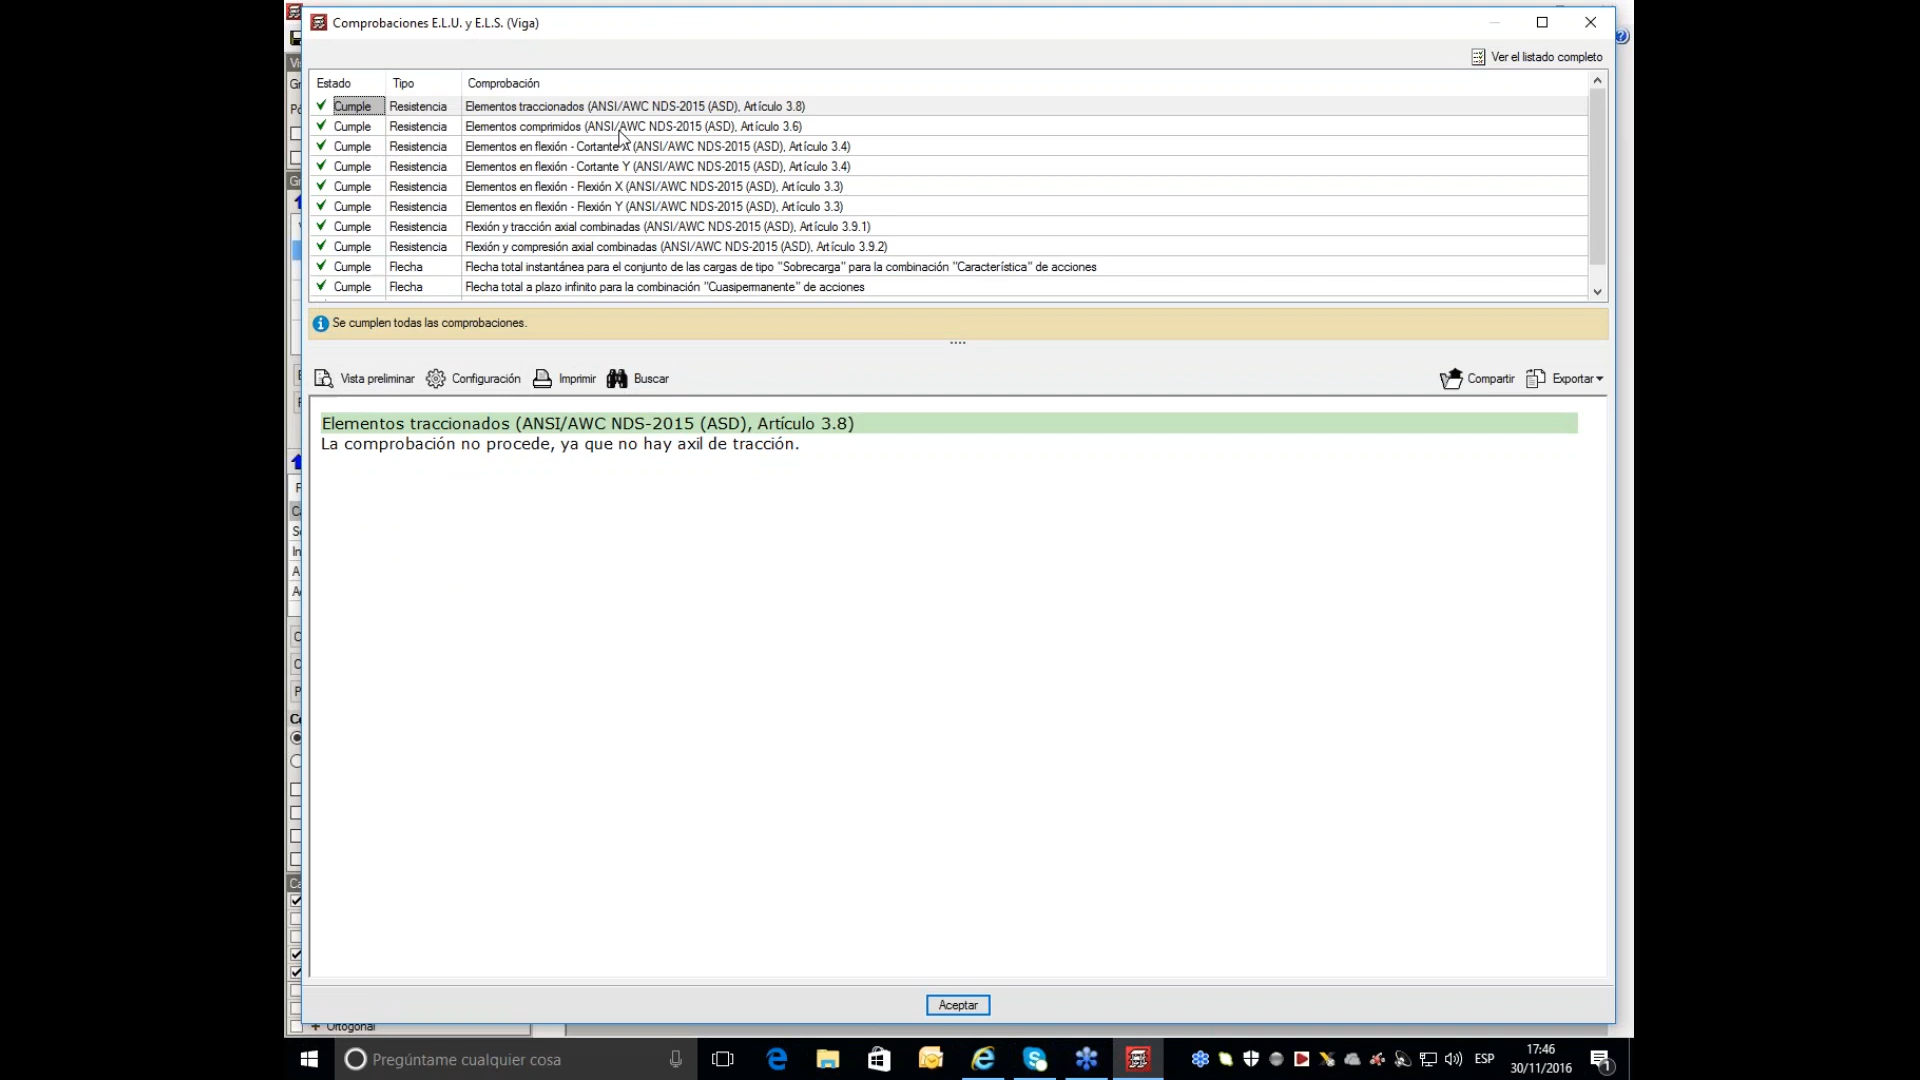 Comprobaciones E.L.U. y E.L.S. (Viga)
Ver el listado completo
Estado Tipo Comprobación
Cumple Resistencia Elementos traccionados (ANSI/AWC NDS-2015 (ASD), Artículo 3.8)
Cumple Resistencia Elementos comprimidos (ANSI/AWC NDS-2015 (ASD), Artículo 3.6)
Cumple Resistencia Elementos en flexión - Cortante X (ANSI/AWC NDS-2015 (ASD), Artículo 3.4)
Cumple Resistencia Elementos en flexión - Cortante Y (ANSI/AWC NDS-2015 (ASD), Artículo 3.4)
Cumple Resistencia Elementos en flexión - Flexión X (ANSI/AWC NDS-2015 (ASD), Artículo 3.3)
Cumple Resistencia Elementos en flexión - Flexión Y (ANSI/AWC NDS-2015 (ASD), Artículo 3.3)
Cumple Resistencia Flexión y tracción axial combinadas (ANSI/AWC NDS-2015 (ASD), Artículo 3.9.1)
Cumple Resistencia Flexión y compresión axial combinadas (ANSI/AWC NDS-2015 (ASD), Artículo 3.9.2)
Cumple Flecha Flecha total instantánea para el conjunto de las cargas de tipo "Sobrecarga" para la combinación "Característica" de acciones
Cumple Flecha Flecha total a plazo infinito para la combinación "Cuasipermanente" de acciones
Se cumplen todas las comprobaciones.
Vista preliminar Configuración Imprimir Buscar Compartir Exportar
Elementos traccionados (ANSI/AWC NDS-2015 (ASD), Artículo 3.8)
La comprobación no procede, ya que no hay axil de tracción.
Aceptar
Ortogonal
Pregúntame cualquier cosa
ESP
17:46
30/11/2016
1